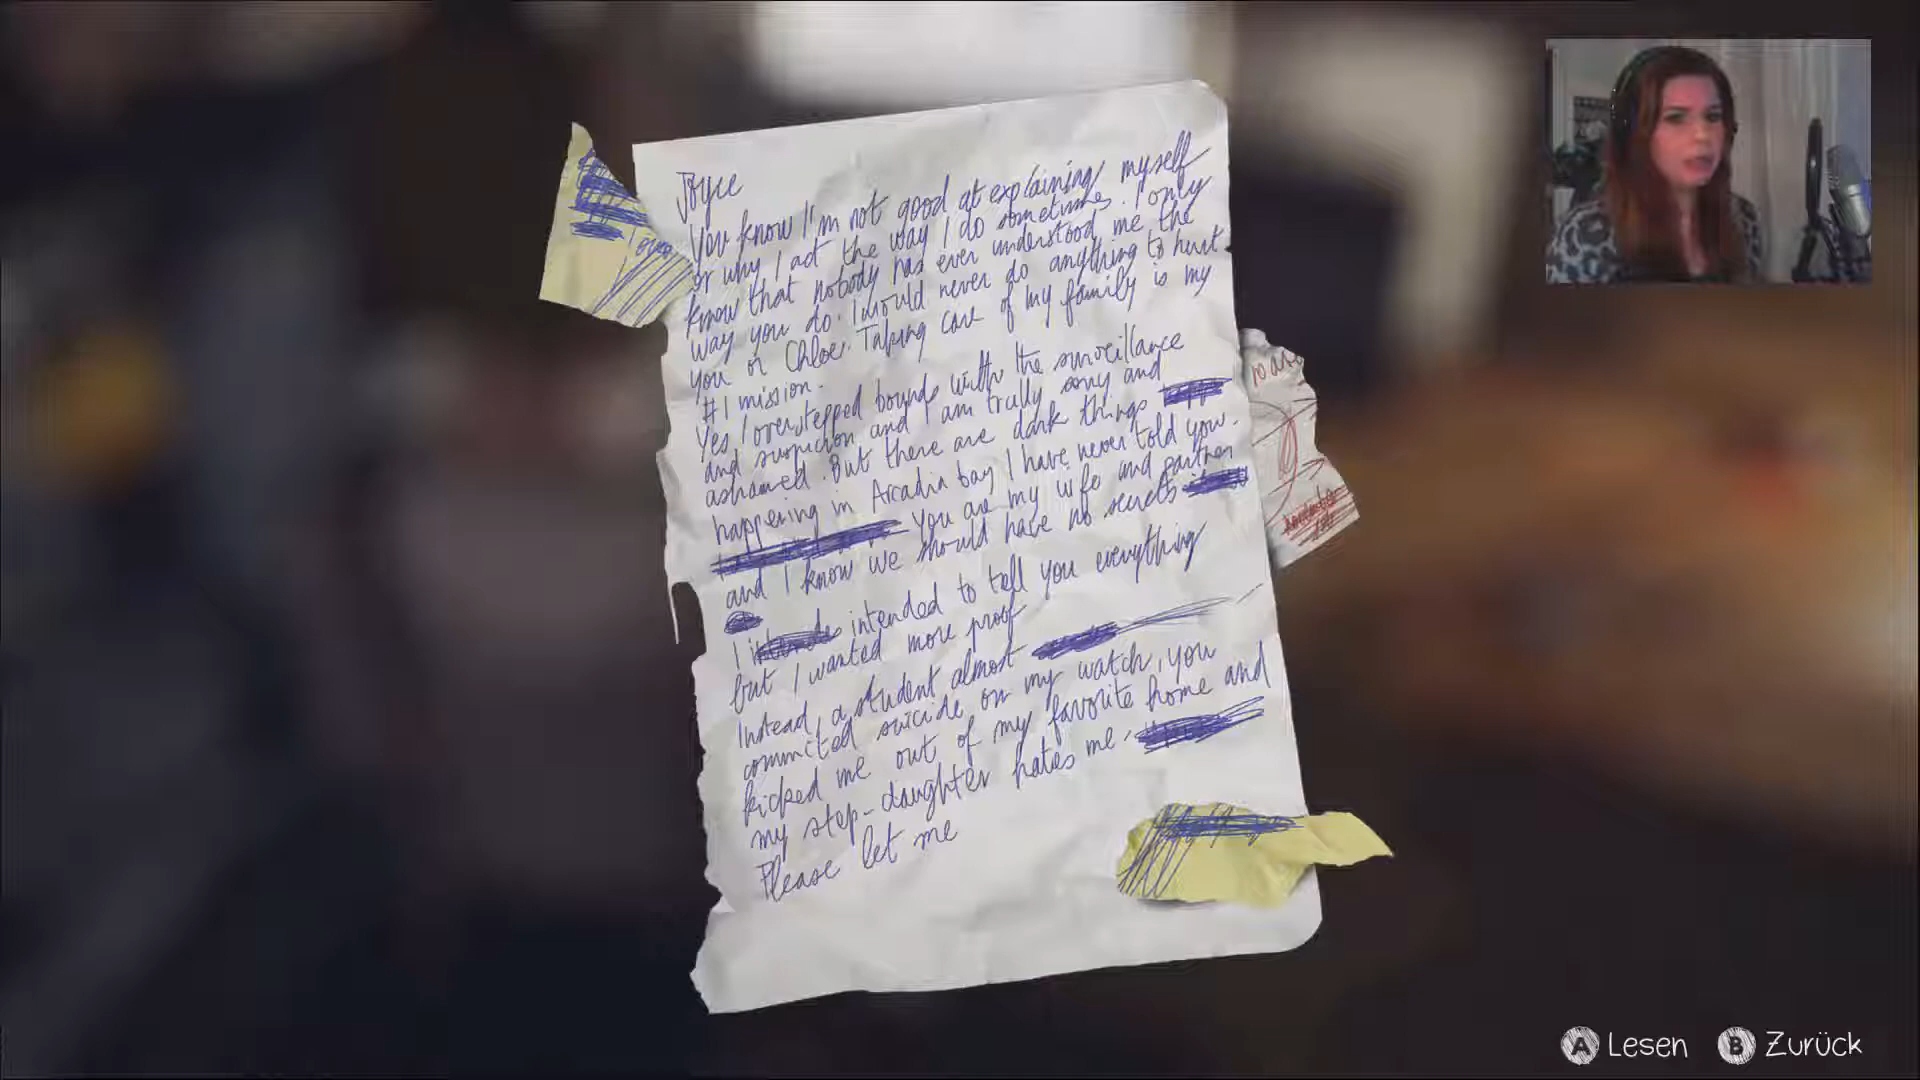 Joyce
You know I'm not good at explaining myself
or why I act the way I do sometimes. I only
know that nobody has ever understood me the
way you do. I would never do anything to hurt
you or Chloe. Taking care of my family is my
#1 mission.
Yes I overstepped bounds with the surveillance
and suspicion and I am trully sorry and
ashamed. But there are dark things
happening in Arcadia bay I have never told you.
You are my wife and partner
and I know we should have no secrets
I intended to tell you everything
but I wanted more proof
Instead, a student almost
commited suicide on my watch, you
kicked me out of my favorite home and
my step-daughter hates me.
Please let me
Lesen
Zurück
A
B